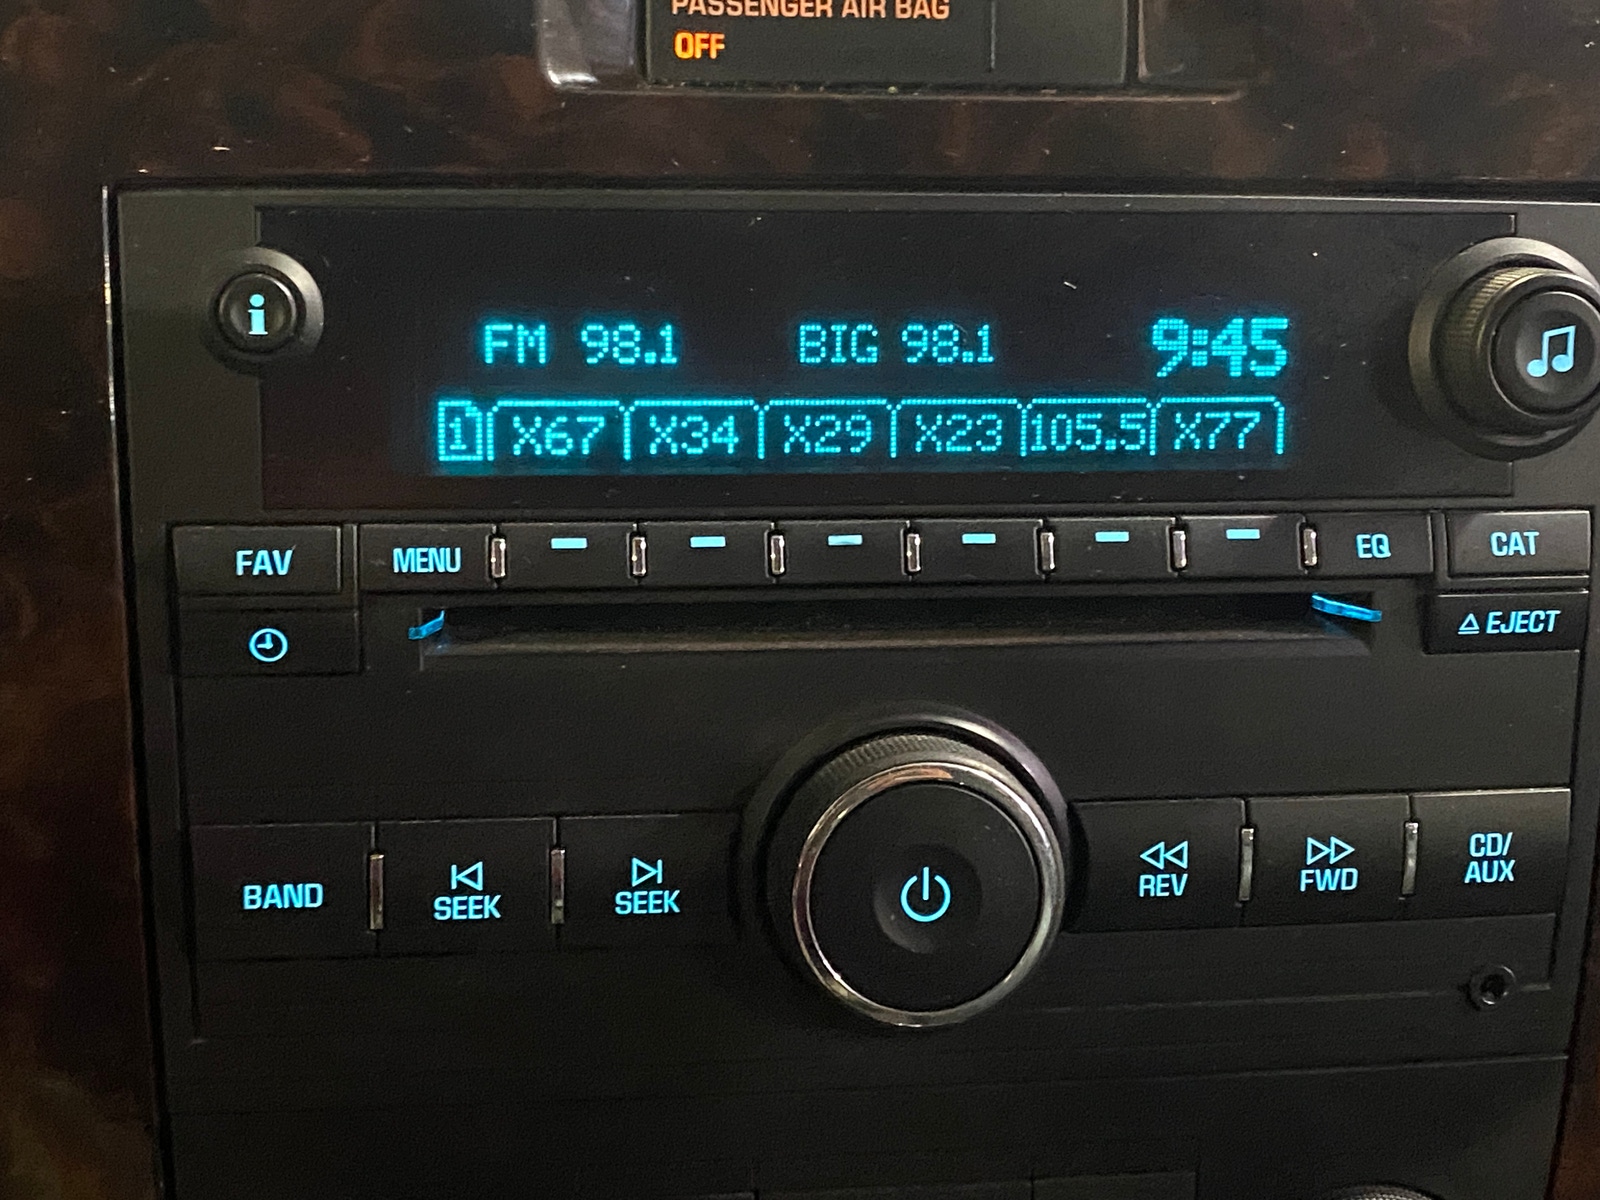 PASSENGER AIR BAG
OFF
i
FM 98.1 BIG 98.1 9:45
1 X67 X34 X29 X23 105.5 X77
FAV MENU EQ CAT
EJECT
BAND SEEK SEEK REV FWD CD/
AUX